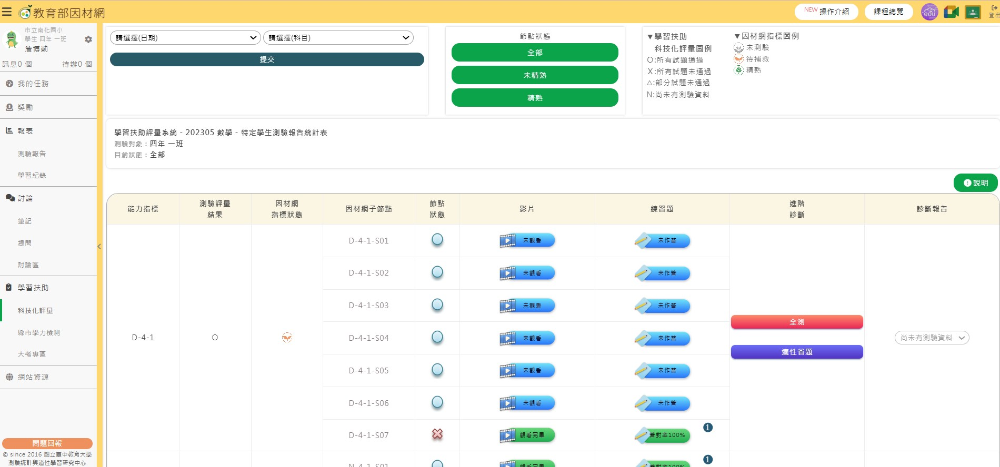 教育部因材網
NEW 操作介紹
課程總覽
edU
登出
市立南化國小
學生 四年 一班
詹博勛
訊息0 個
待辦0 個
我的任務
獎勵
報表
測驗報告
學習紀錄
討論
筆記
提問
討論區
學習扶助
科技化評量
縣市學力檢測
大考專區
網站資源
問題回報
© since 2016 國立臺中教育大學
測驗統計與適性學習研究中心
請選擇(日期)
請選擇(科目)
提交
節點狀態
全部
未精熟
精熟
▼學習扶助
科技化評量圖例
O:所有試題通過
X:所有試題未通過
△:部分試題未通過
N:尚未有測驗資料
▼因材網指標圖例
未測驗
待補救
精熟
學習扶助評量系統 - 202305 數學 - 特定學生測驗報告統計表
測驗對象：四年 一班
目前狀態：全部
說明
能力指標
測驗評量
結果
因材網
指標狀態
因材網子節點
節點
狀態
影片
練習題
進階
診斷
診斷報告
D-4-1
○
D-4-1-S01
未觀看
未作答
D-4-1-S02
未觀看
未作答
D-4-1-S03
未觀看
未作答
D-4-1-S04
未觀看
未作答
D-4-1-S05
未觀看
未作答
D-4-1-S06
未觀看
未作答
D-4-1-S07
觀看完畢
答對率100%
1
全測
適性省題
尚未有測驗資料
N-4-1-S01
觀看完畢
答對率100%
1